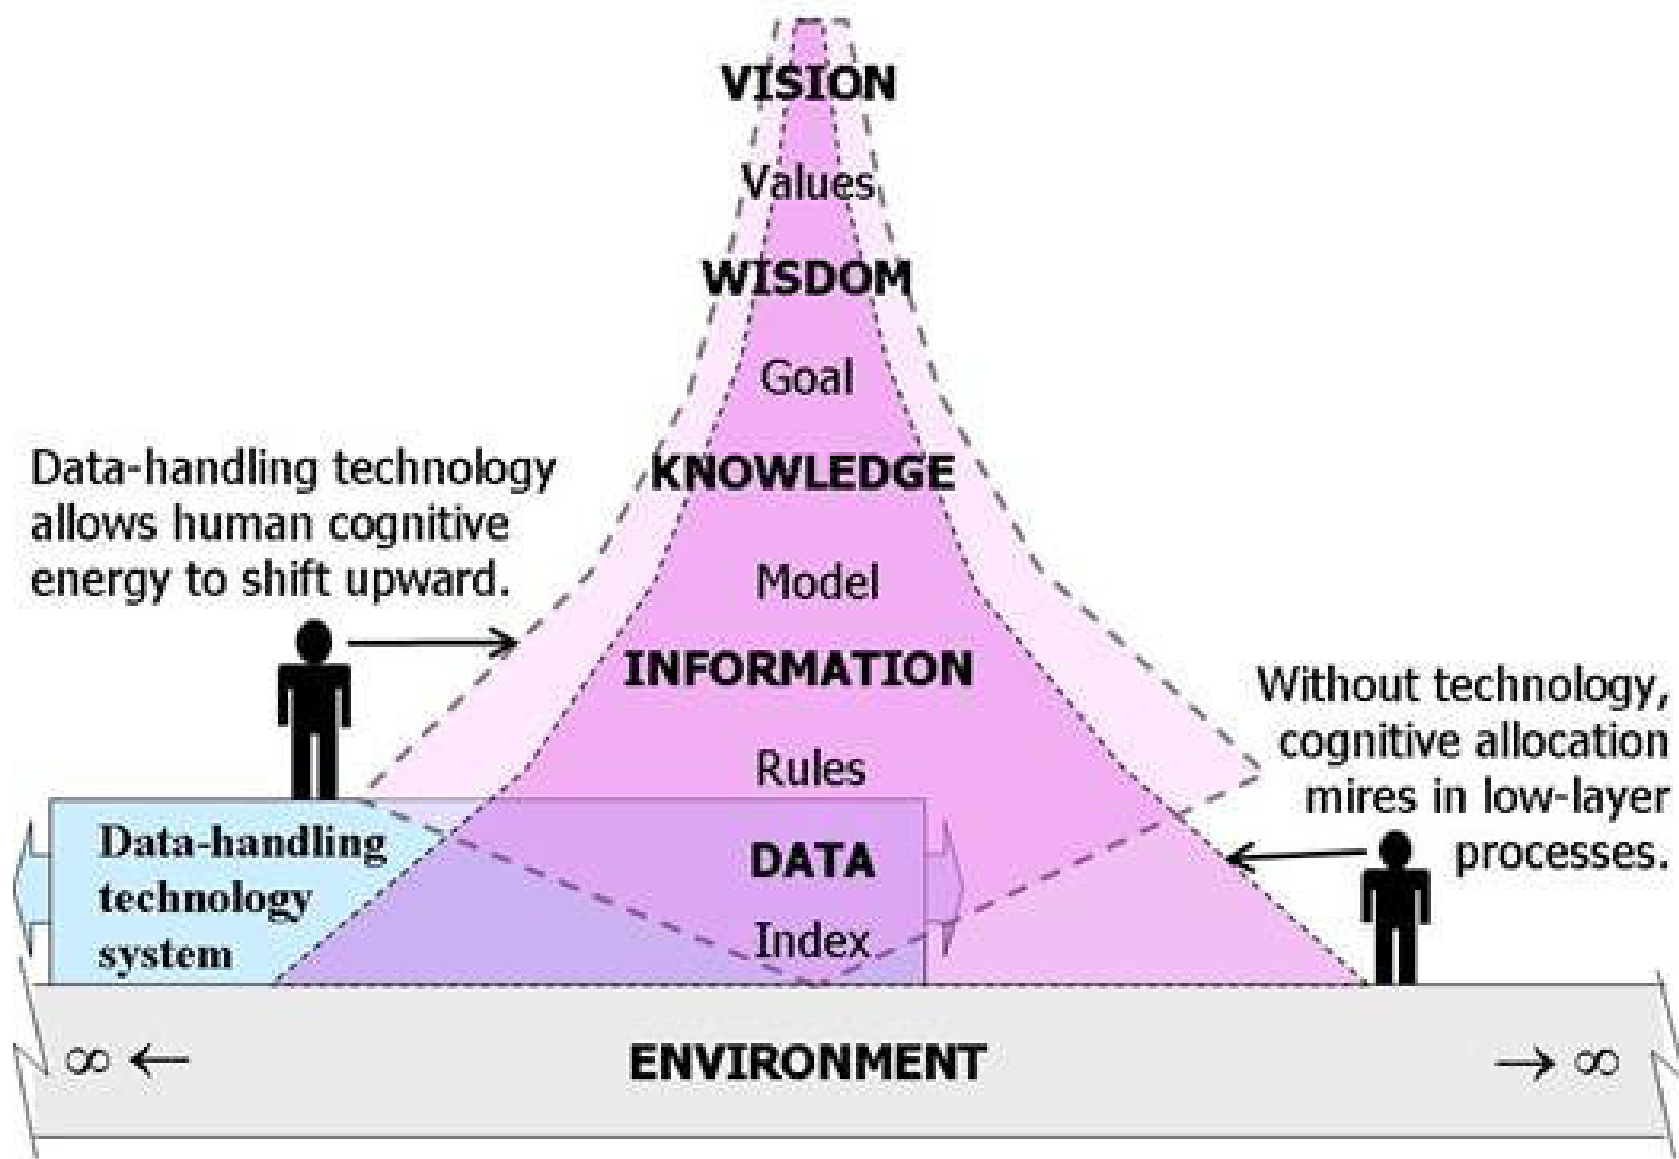 VISION
Values
WISDOM
Goal
KNOWLEDGE
Model
INFORMATION
Rules
DATA
Index
Data-handling technology
allows human cognitive
energy to shift upward.
Without technology,
cognitive allocation
mires in low-layer
processes.
Data-handling
technology
system
∞ ← ENVIRONMENT → ∞